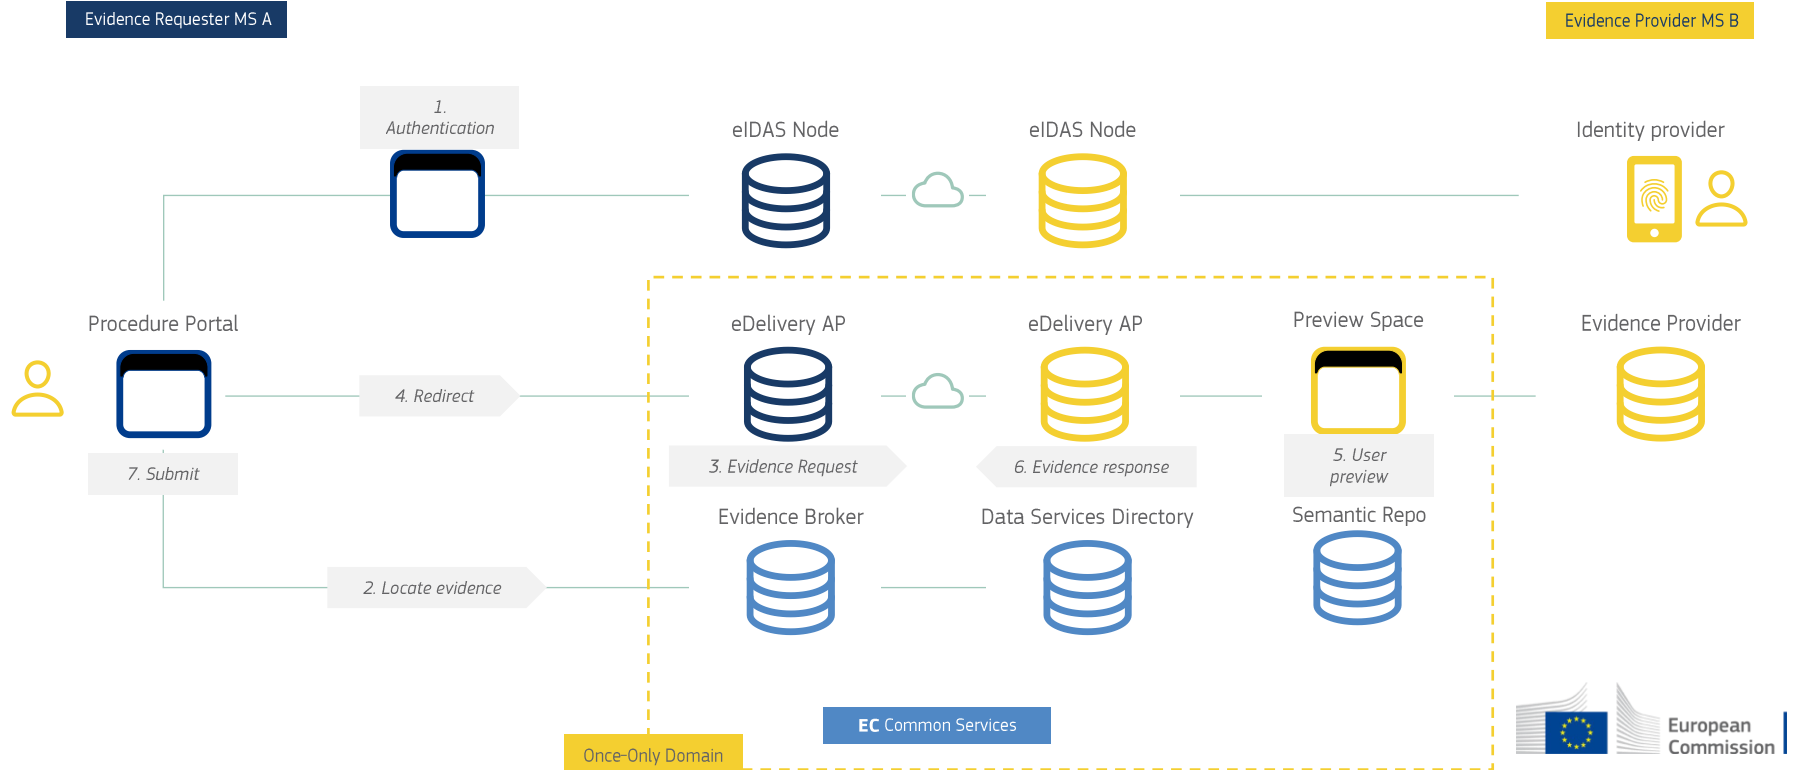 Evidence Requester MS A
Evidence Provider MS B
1.
Authentication
eIDAS Node
eIDAS Node
Identity provider
Procedure Portal
eDelivery AP
eDelivery AP
Preview Space
Evidence Provider
4. Redirect
7. Submit
3. Evidence Request
6. Evidence response
5. User
preview
Evidence Broker
Data Services Directory
Semantic Repo
2. Locate evidence
EC Common Services
Once-Only Domain
European
Commission